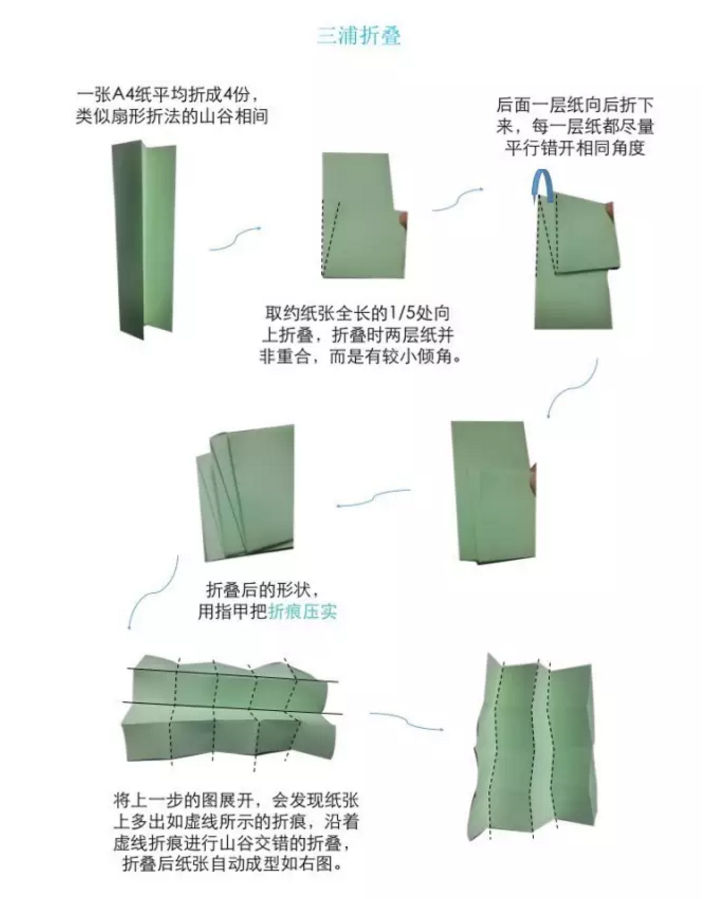 三浦折叠
一张A4纸平均折成4份，
类似扇形折法的山谷相间
后面一层纸向后折下
来，每一层纸都尽量
平行错开相同角度
取约纸张全长的1/5处向
上折叠，折叠时两层纸并
非重合，而是有较小倾角。
折叠后的形状，
用指甲把折痕压实
将上一步的图展开，会发现纸张
上多出如虚线所示的折痕，沿着
虚线折痕进行山谷交错的折叠，
折叠后纸张自动成型如右图。